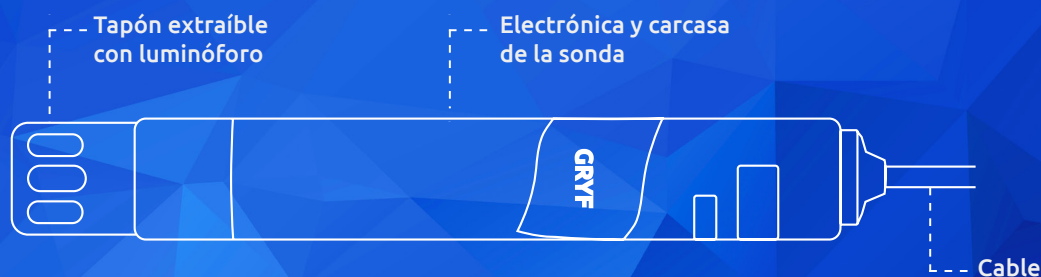 Tapón extraíble
con luminóforo
Electrónica y carcasa
de la sonda
GRYF
Cable